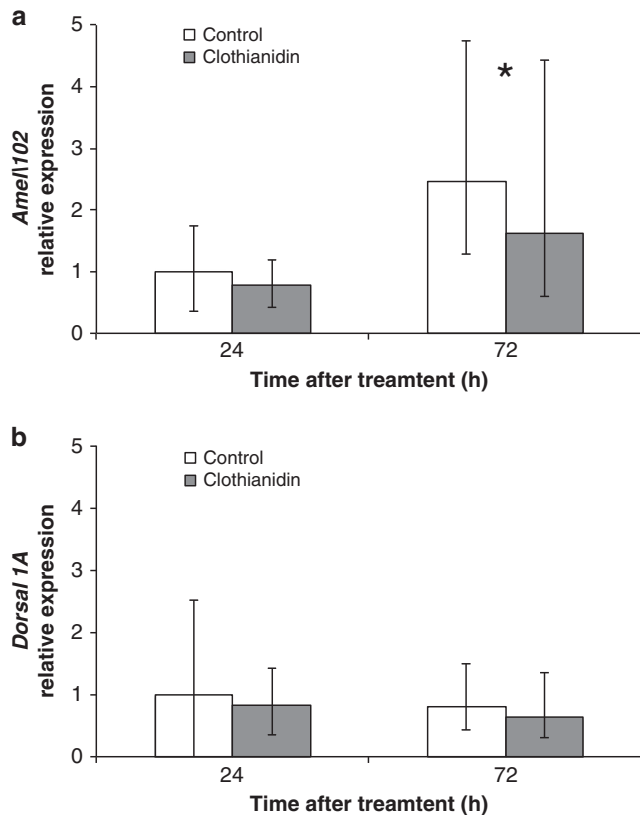 a
5
4
3
2
1
0
Amel\102
relative expression
Control
Clothianidin
*
24
72
Time after treamtent (h)
b
5
4
3
2
1
0
Dorsal 1A
relative expression
Control
Clothianidin
24
72
Time after treamtent (h)